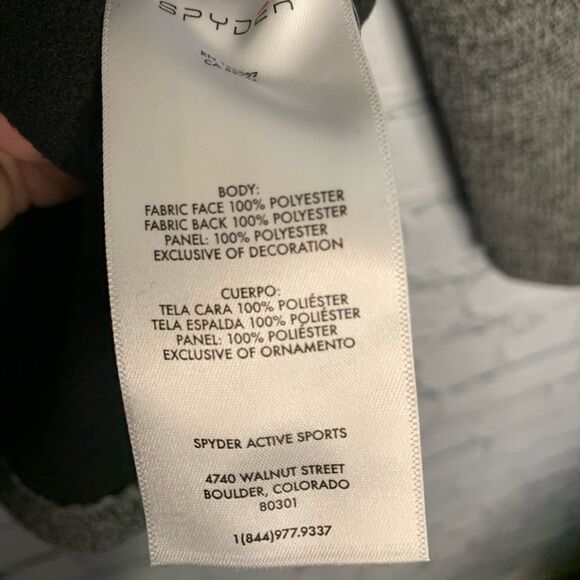 SPYDER
BODY:
FABRIC FACE 100% POLYESTER
FABRIC BACK 100% POLYESTER
PANEL: 100% POLYESTER
EXCLUSIVE OF DECORATION
CUERPO:
TELA CARA 100% POLIÉSTER
TELA ESPALDA 100% POLIÉSTER
PANEL: 100% POLIÉSTER
EXCLUSIVE OF ORNAMENTO
SPYDER ACTIVE SPORTS
4740 WALNUT STREET
BOULDER, COLORADO
80301
1(844)977.9337